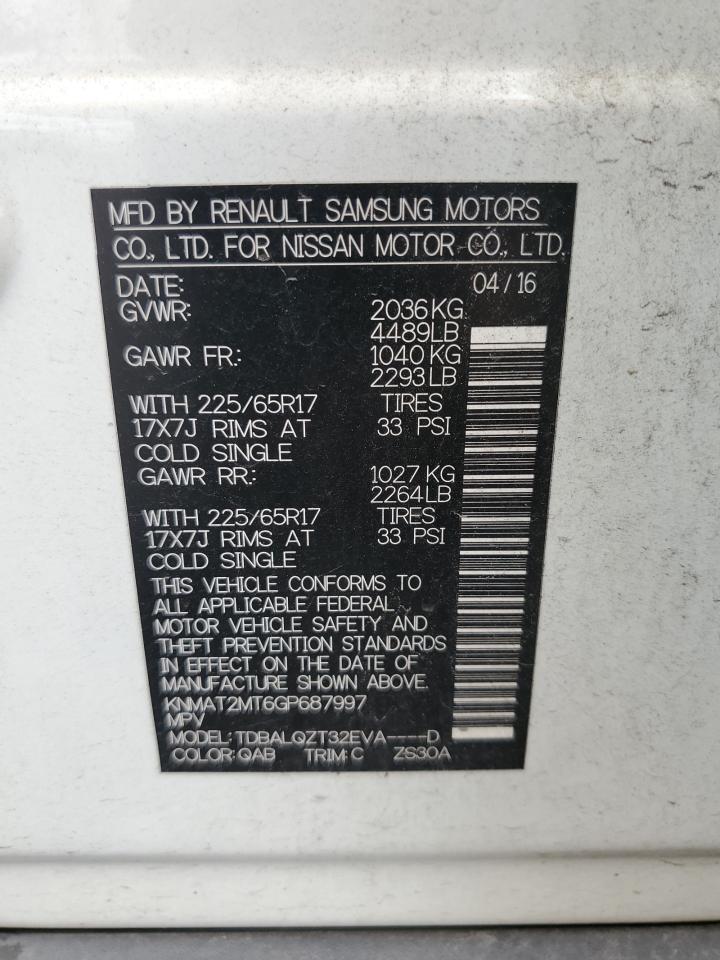 MFD BY RENAULT SAMSUNG MOTORS
CO., LTD. FOR NISSAN MOTOR CO., LTD.
DATE: 04/16
GVWR: 2036KG
4489LB
GAWR FR: 1040KG
2293LB
WITH 225/65R17 TIRES
17X7J RIMS AT 33 PSI
COLD SINGLE
GAWR RR: 1027KG
2264LB
WITH 225/65R17 TIRES
17X7J RIMS AT 33 PSI
COLD SINGLE
THIS VEHICLE CONFORMS TO
ALL APPLICABLE FEDERAL
MOTOR VEHICLE SAFETY AND
THEFT PREVENTION STANDARDS
IN EFFECT ON THE DATE OF
MANUFACTURE SHOWN ABOVE.
KNMAT2MT6GP687997
MPV
MODEL: TDBALQZT32EVA----D
COLOR: QAB TRIM: C ZS30A